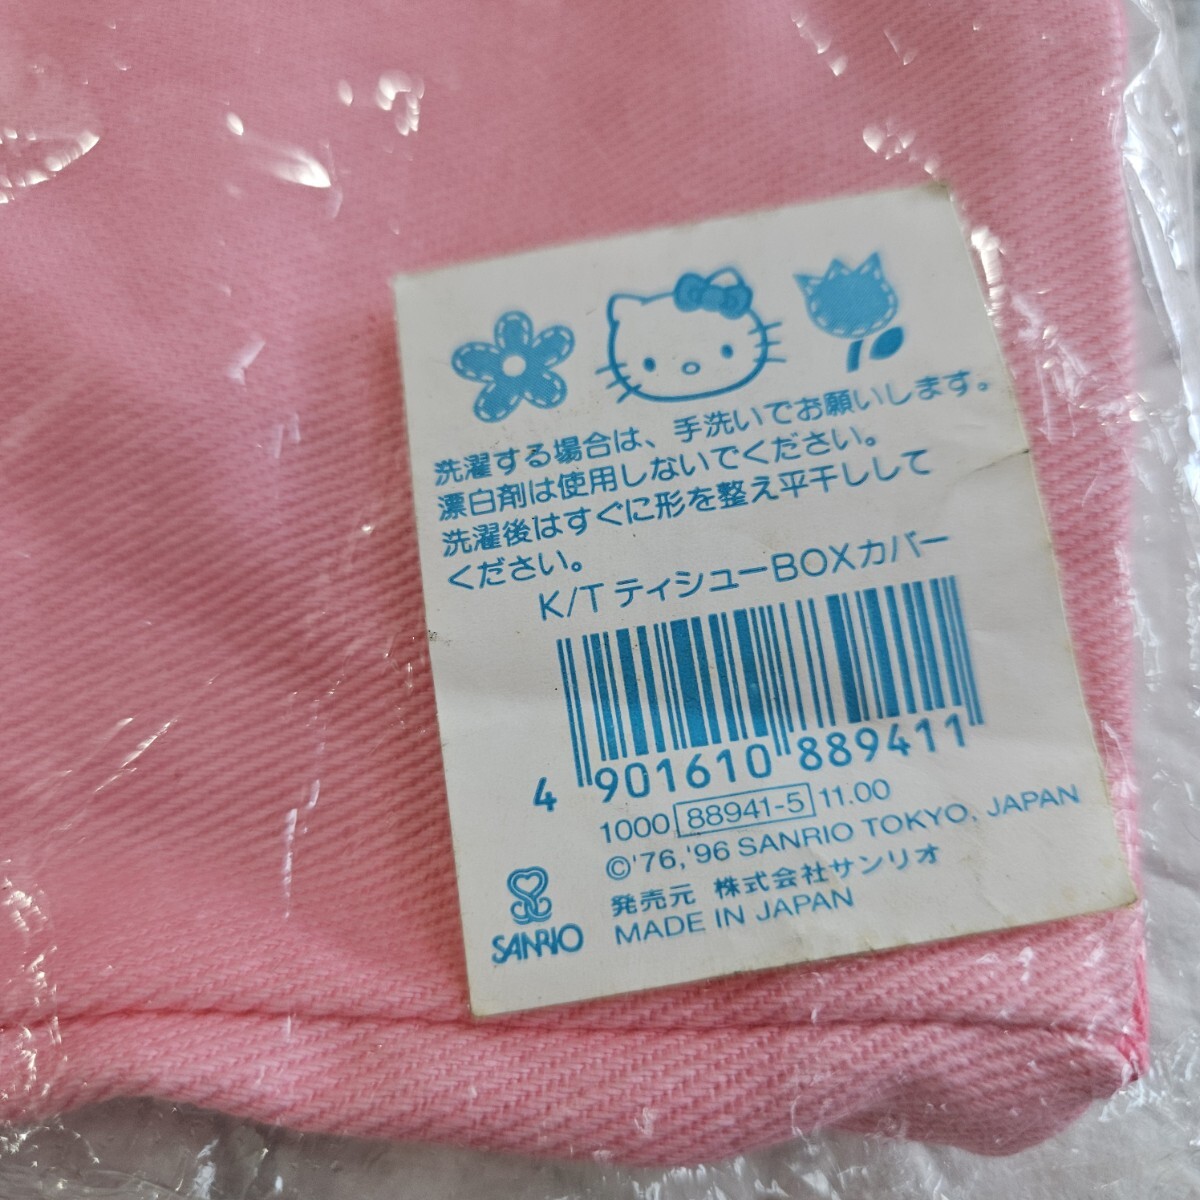 洗濯する場合は、手洗いでお願いします。
漂白剤は使用しないでください。
洗濯後はすぐに形を整え平干しして
ください。
K/T ティシューBOXカバー
4 901610 889411
1000 88941-5 11.00
©'76,'96 SANRIO TOKYO, JAPAN
発売元 株式会社サンリオ
MADE IN JAPAN
SANRIO